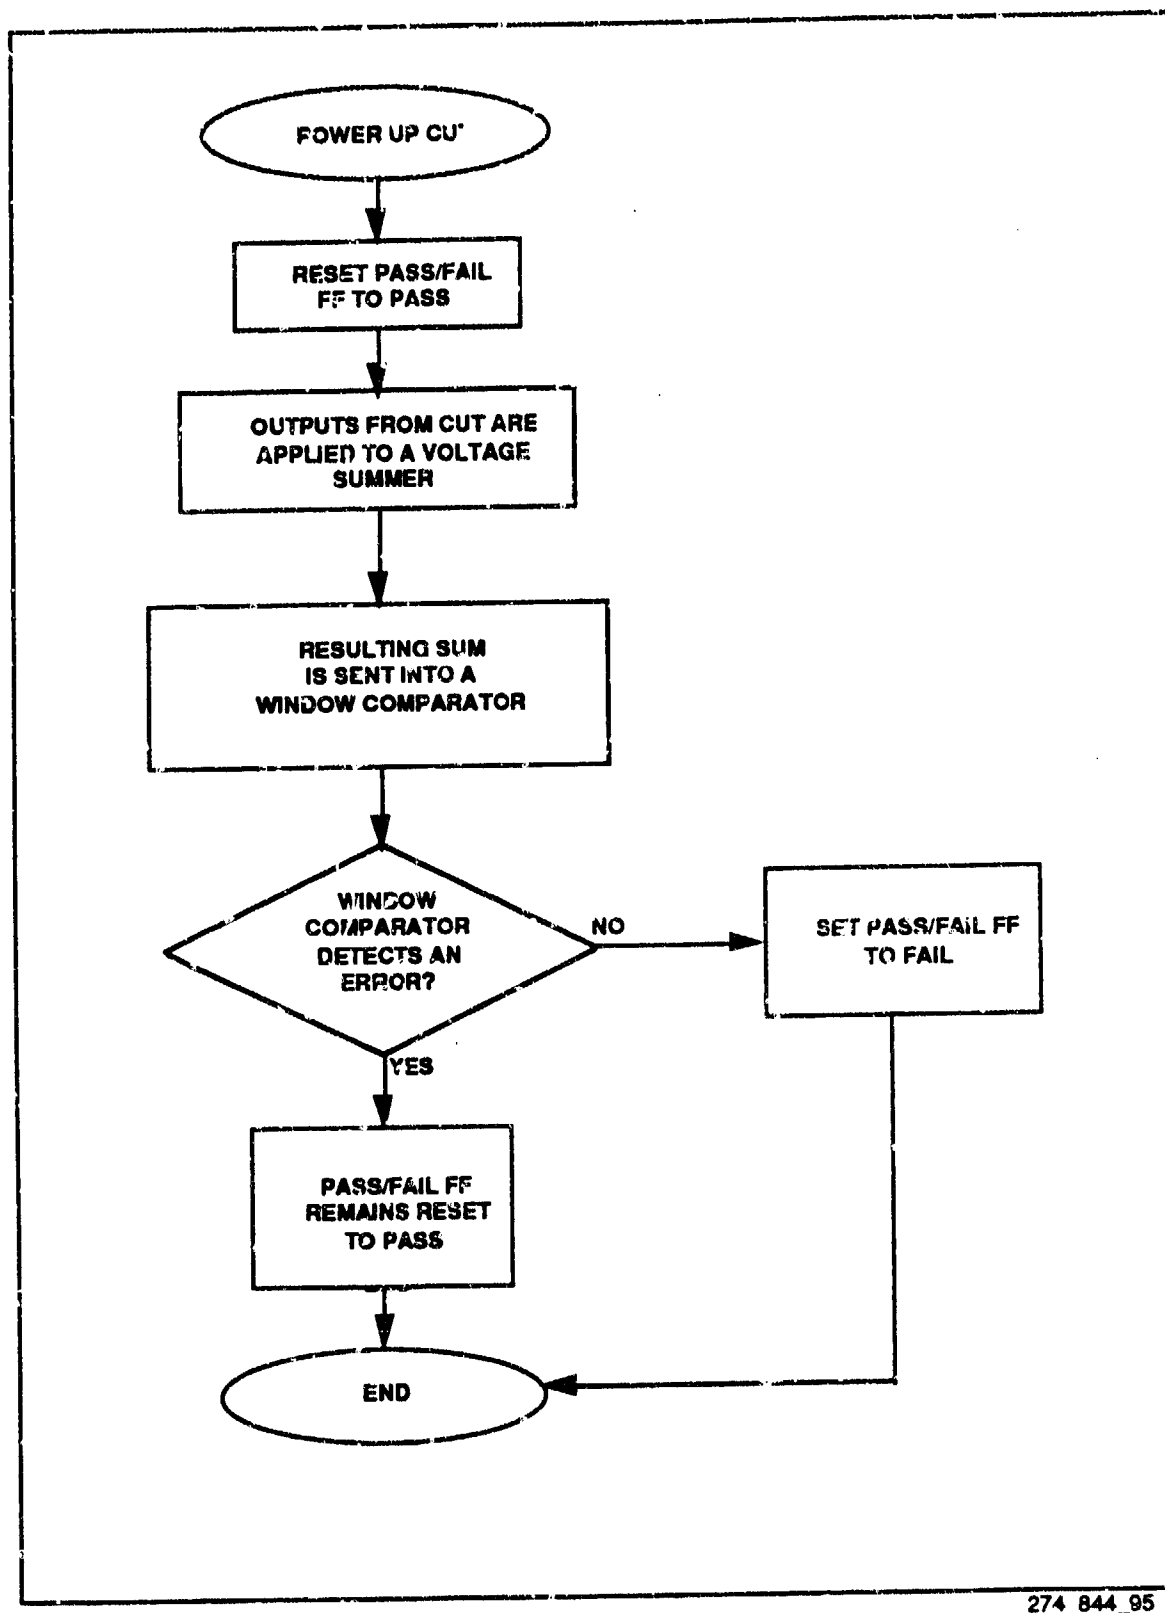 POWER UP CU
RESET PASS/FAIL
FF TO PASS
OUTPUTS FROM CUT ARE
APPLIED TO A VOLTAGE
SUMMER
RESULTING SUM
IS SENT INTO A
WINDOW COMPARATOR
WINDOW
COMPARATOR
DETECTS AN
ERROR?
NO
SET PASS/FAIL FF
TO FAIL
YES
PASS/FAIL FF
REMAINS RESET
TO PASS
END
274 844_95